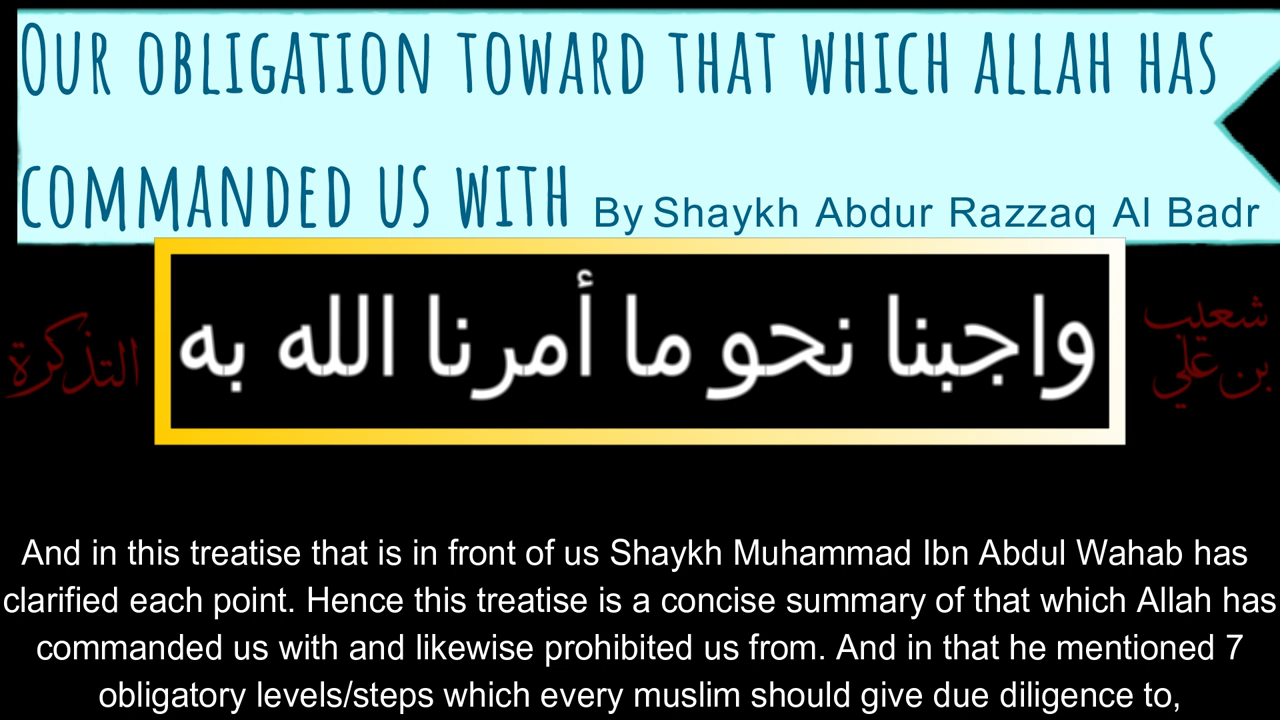 Our obligation toward that which Allah has
commanded us with By Shaykh Abdur Razzaq Al Badr
واجبنا نحو ما أمرنا الله به
شعيب
بن علي
التذكرة
And in this treatise that is in front of us Shaykh Muhammad Ibn Abdul Wahab has
clarified each point. Hence this treatise is a concise summary of that which Allah has
commanded us with and likewise prohibited us from. And in that he mentioned 7
obligatory levels/steps which every muslim should give due diligence to,